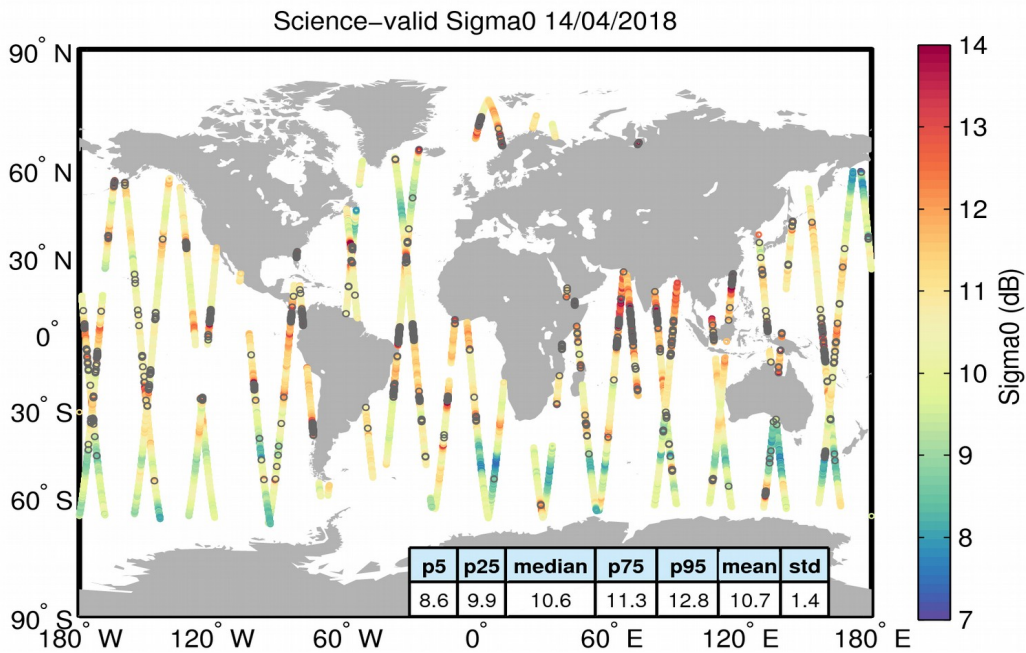 Science−valid Sigma0 14/04/2018
90° N
60° N
30° N
0°
30° S
60° S
90° S
180° W
120° W
60° W
0°
60° E
120° E
180° E
14
13
12
11
10
9
8
7
Sigma0 (dB)
p5 p25 median p75 p95 mean std
8.6 9.9 10.6 11.3 12.8 10.7 1.4